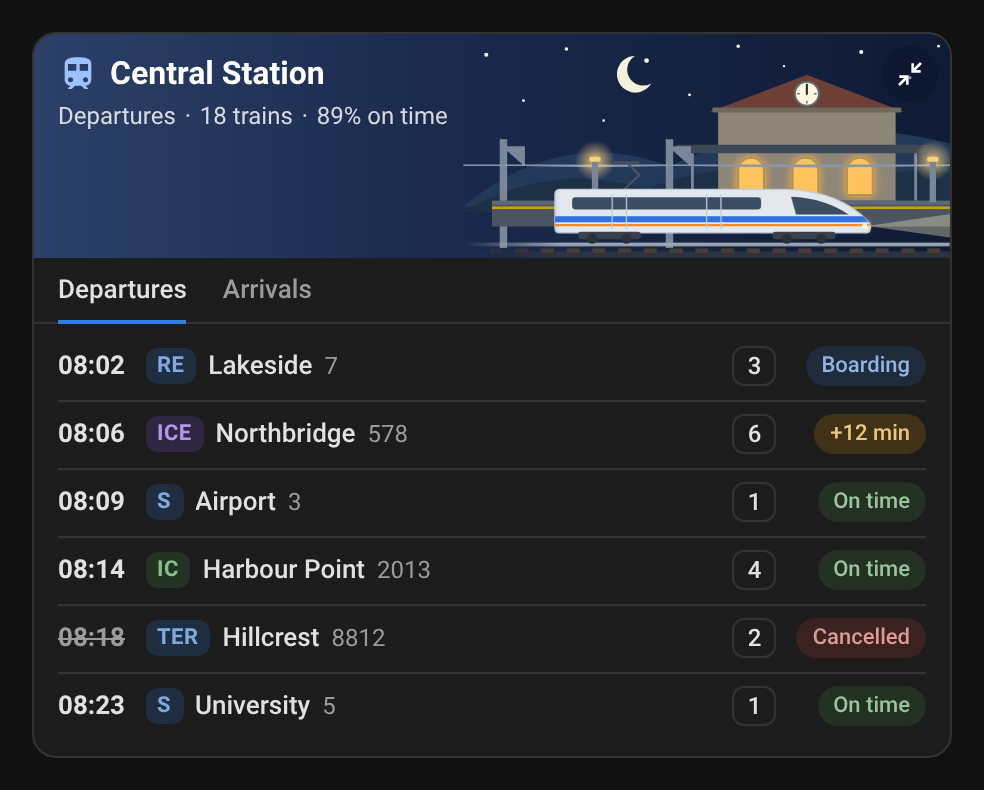 Central Station
Departures · 18 trains · 89% on time
Departures Arrivals
08:02 RE Lakeside 7 3 Boarding
08:06 ICE Northbridge 578 6 +12 min
08:09 S Airport 3 1 On time
08:14 IC Harbour Point 2013 4 On time
08:18 TER Hillcrest 8812 2 Cancelled
08:23 S University 5 1 On time